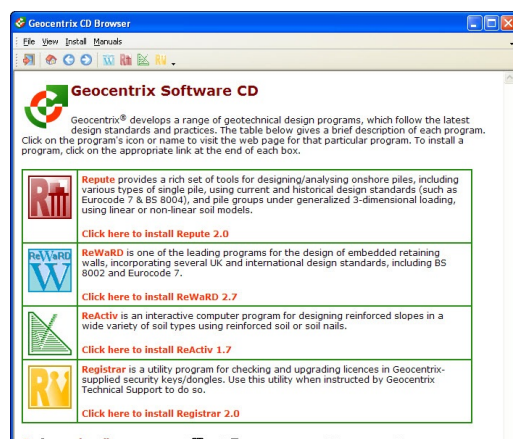 Geocentrix CD Browser
File View Install Manuals
Geocentrix Software CD
Geocentrix® develops a range of geotechnical design programs, which follow the latest
design standards and practices. The table below gives a brief description of each program.
Click on the program's icon or name to visit the web page for that particular program. To install a
program, click on the appropriate link at the end of each box.
Repute provides a rich set of tools for designing/analysing onshore piles, including
various types of single pile, using current and historical design standards (such as
Eurocode 7 & BS 8004), and pile groups under generalized 3-dimensional loading,
using linear or non-linear soil models.
Click here to install Repute 2.0
ReWaRD
W
ReWaRD is one of the leading programs for the design of embedded retaining
walls, incorporating several UK and international design standards, including BS
8002 and Eurocode 7.
Click here to install ReWaRD 2.7
ReActiv is an interactive computer program for designing reinforced slopes in a
wide variety of soil types using reinforced soil or soil nails.
Click here to install ReActiv 1.7
Registrar is a utility program for checking and upgrading licences in Geocentrix-
supplied security keys/dongles. Use this utility when instructed by Geocentrix
Technical Support to do so.
Click here to install Registrar 2.0